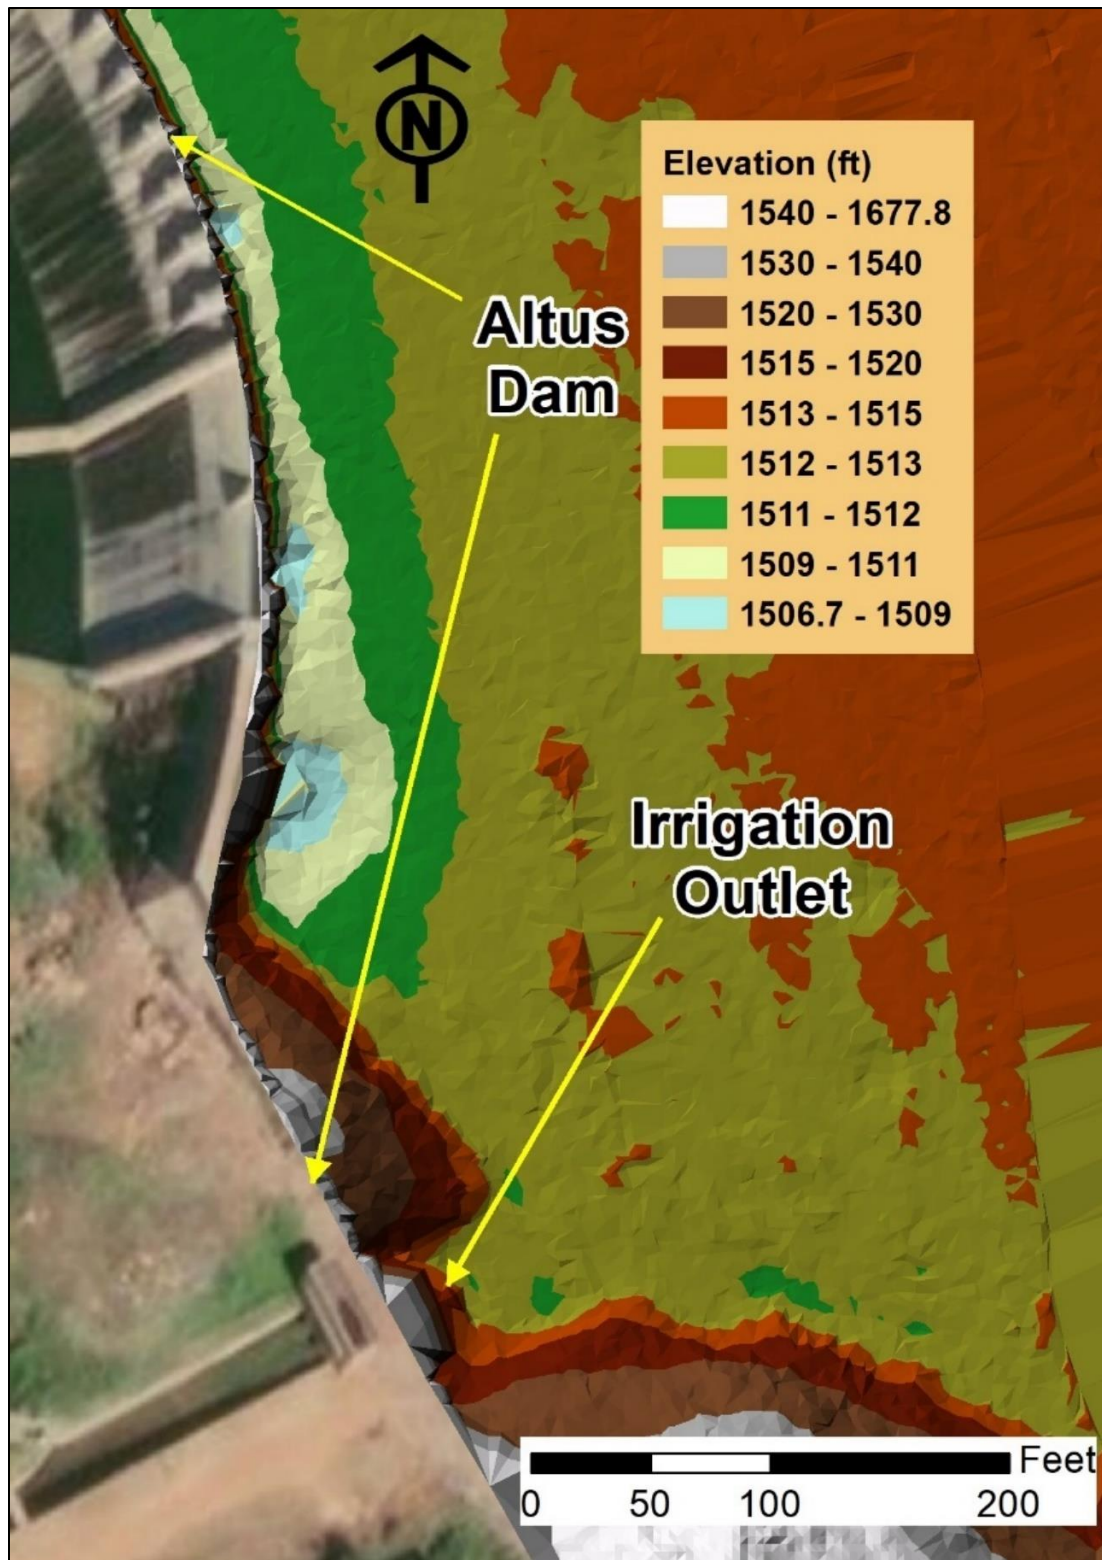 N
Elevation (ft)
1540 - 1677.8
1530 - 1540
1520 - 1530
1515 - 1520
1513 - 1515
1512 - 1513
1511 - 1512
1509 - 1511
1506.7 - 1509
Altus
Dam
Irrigation
Outlet
Feet
0 50 100 200